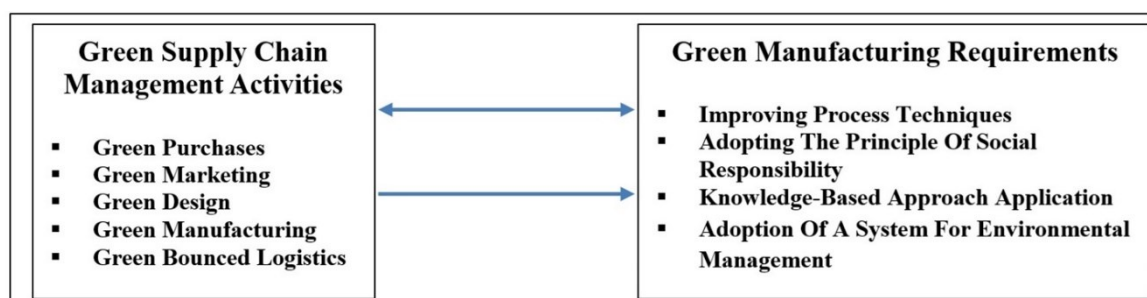 Green Supply Chain
Management Activities
▪ Green Purchases
▪ Green Marketing
▪ Green Design
▪ Green Manufacturing
▪ Green Bounced Logistics
Green Manufacturing Requirements
▪ Improving Process Techniques
▪ Adopting The Principle Of Social
Responsibility
▪ Knowledge-Based Approach Application
▪ Adoption Of A System For Environmental
Management